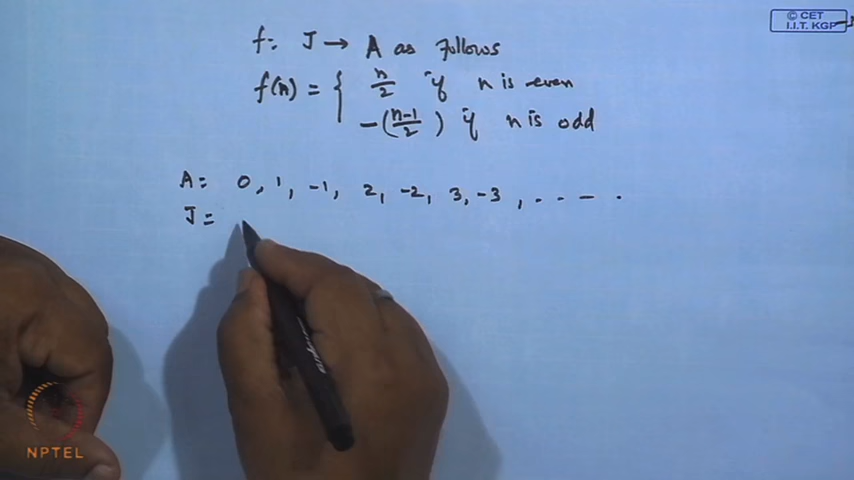 © CET
I.I.T. KGP
f: J → A as follows
f(n) = { n/2 if n is even
-(n-1/2) if n is odd
A: 0, 1, -1, 2, -2, 3, -3, .....
J =
NPTEL